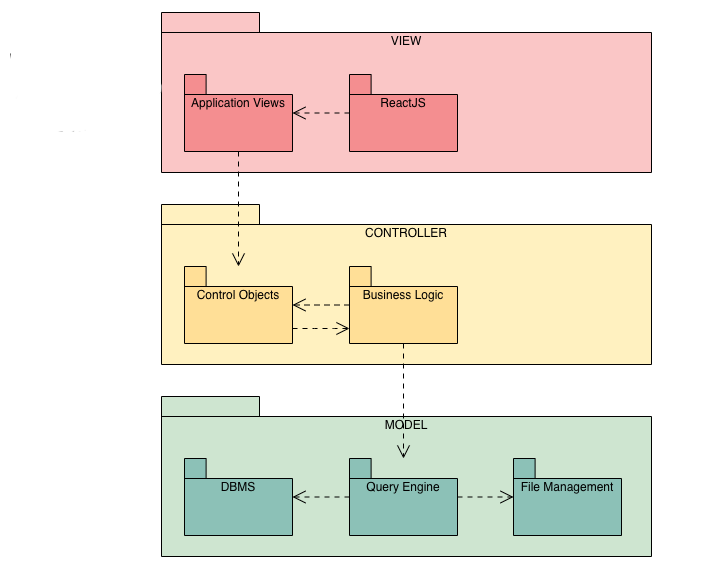 VIEW
Application Views
ReactJS
CONTROLLER
Control Objects
Business Logic
MODEL
DBMS
Query Engine
File Management